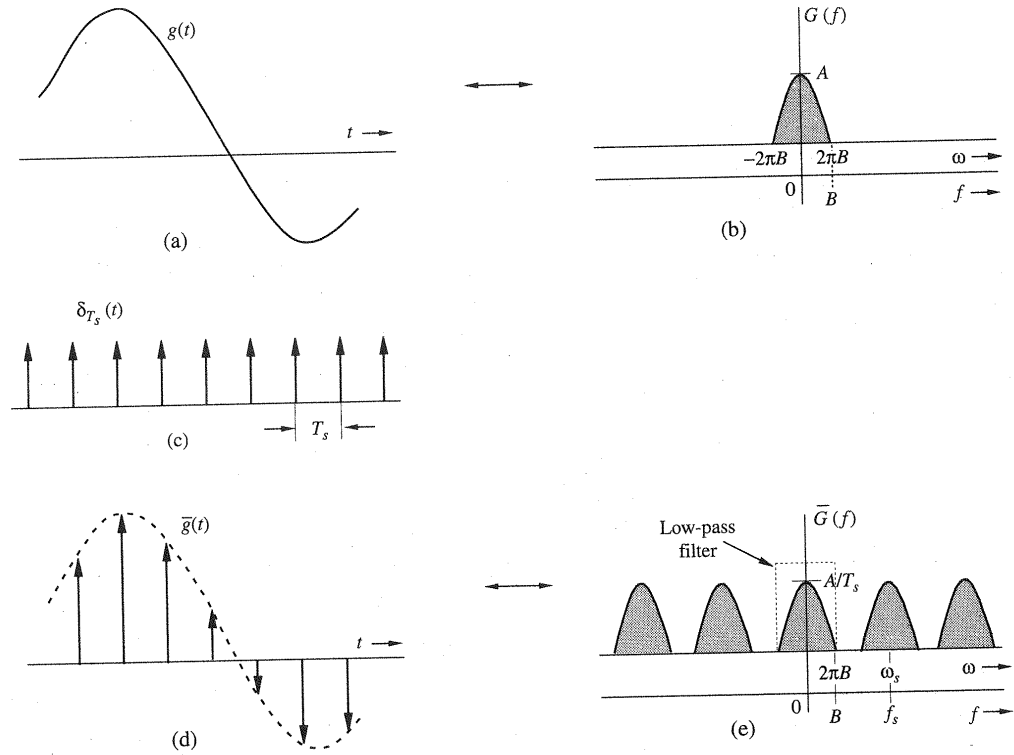 g(t)
t
(a)
G(f)
A
−2πB 2πB ω
0 B f
(b)
δ_{T_s}(t)
T_s
(c)
g̅(t)
t
(d)
G̅(f)
Low-pass
filter
A/T_s
2πB ω_s ω
0 B f_s f
(e)